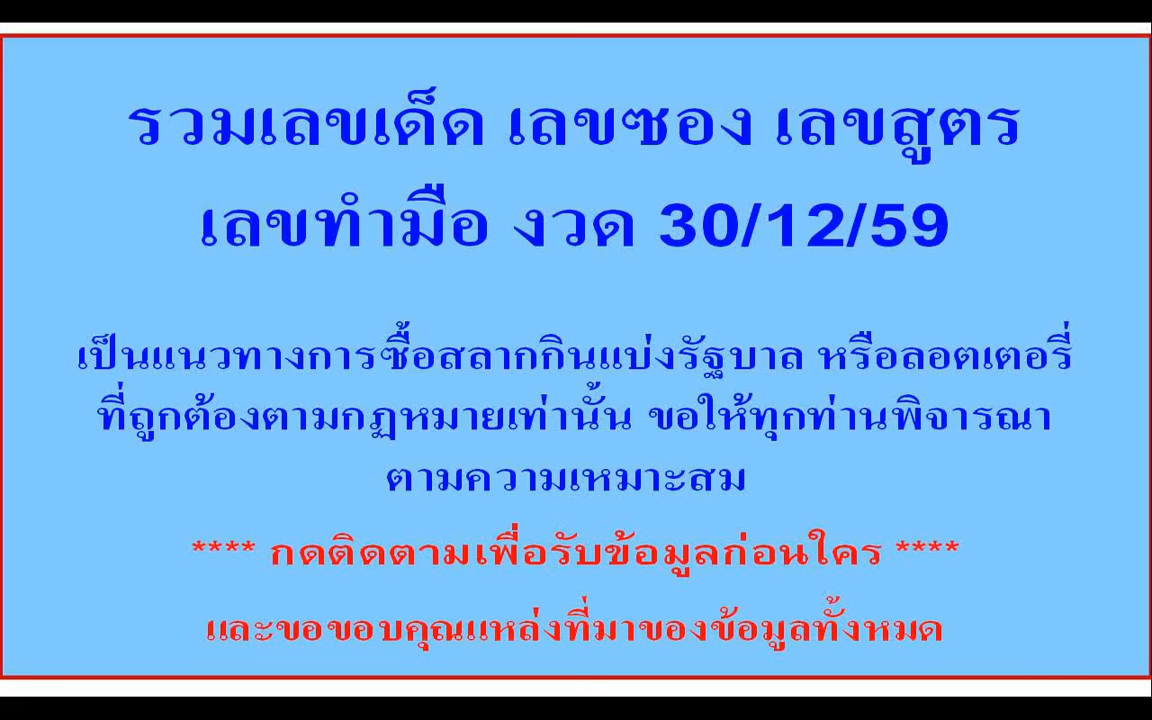 รวมเลขเด็ด เลขซอง เลขสูตร
เลขทำมือ งวด 30/12/59
เป็นแนวทางการซื้อสลากกินแบ่งรัฐบาล หรือลอตเตอรี่
ที่ถูกต้องตามกฎหมายเท่านั้น ขอให้ทุกท่านพิจารณา
ตามความเหมาะสม
**** กดติดตามเพื่อรับข้อมูลก่อนใคร ****
และขอขอบคุณแหล่งที่มาของข้อมูลทั้งหมด